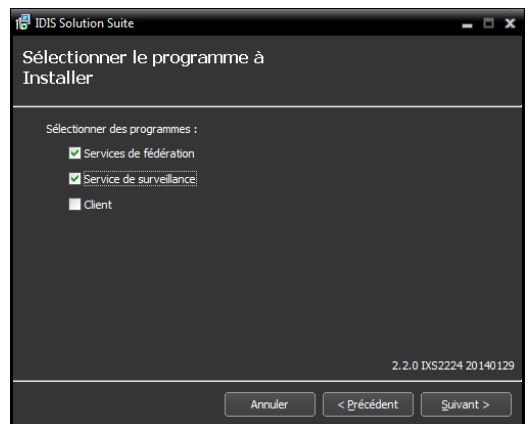 IDIS Solution Suite
Sélectionner le programme à
Installer
Sélectionner des programmes :
Services de fédération
Service de surveillance
Client
2.2.0 IXS2224 20140129
Annuler
< Précédent
Suivant >